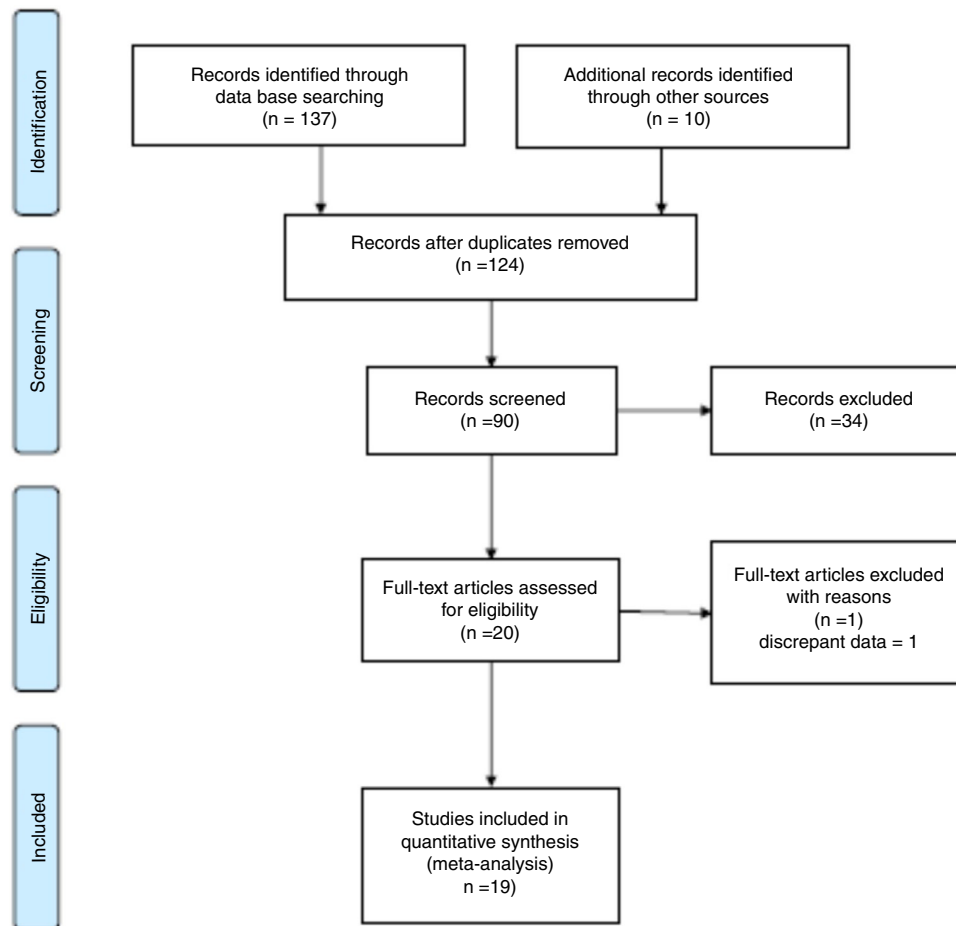 Identification
Records identified through
data base searching
(n = 137)
Additional records identified
through other sources
(n = 10)
Records after duplicates removed
(n =124)
Screening
Records screened
(n =90)
Records excluded
(n =34)
Eligibility
Full-text articles assessed
for eligibility
(n =20)
Full-text articles excluded
with reasons
(n =1)
discrepant data = 1
Included
Studies included in
quantitative synthesis
(meta-analysis)
n =19)